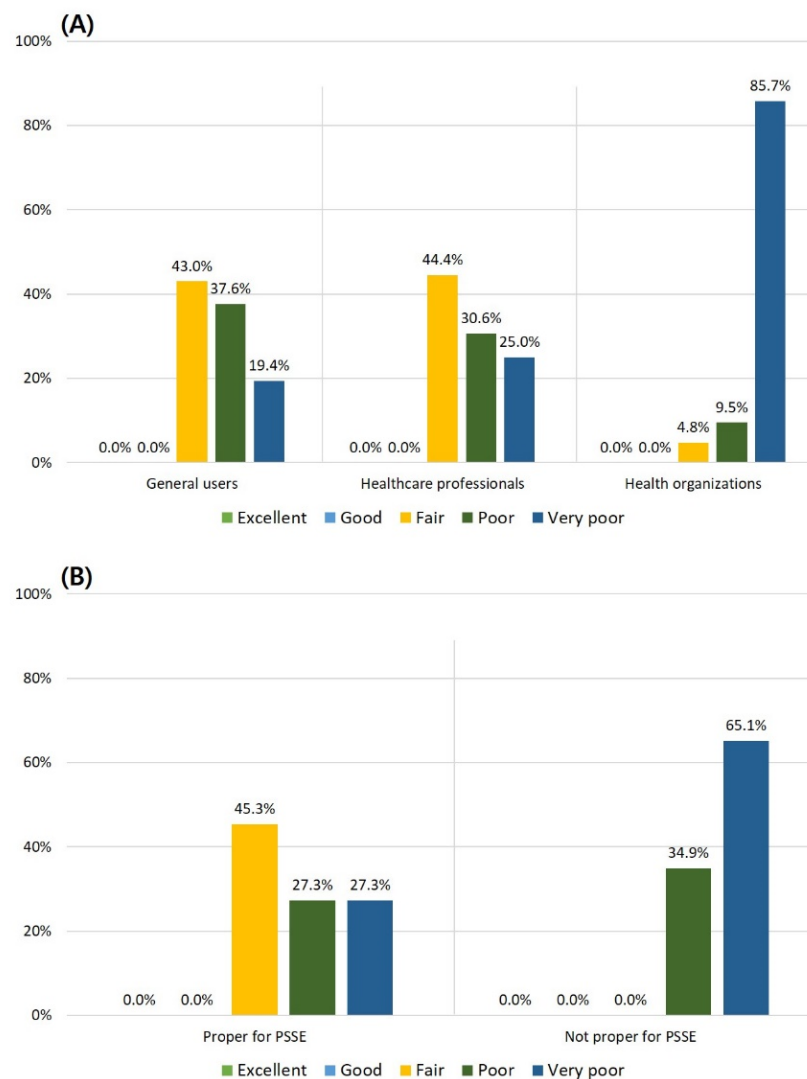 (A)
100%
85.7%
80%
60%
43.0% 44.4%
40% 37.6%
30.6%
25.0%
20% 19.4%
9.5%
4.8%
0.0% 0.0% 0.0% 0.0% 0.0% 0.0%
0%
General users Healthcare professionals Health organizations
Excellent Good Fair Poor Very poor
(B)
100%
80%
65.1%
60%
45.3%
40%
34.9%
27.3% 27.3%
20%
0.0% 0.0% 0.0% 0.0% 0.0%
0%
Proper for PSSE Not proper for PSSE
Excellent Good Fair Poor Very poor